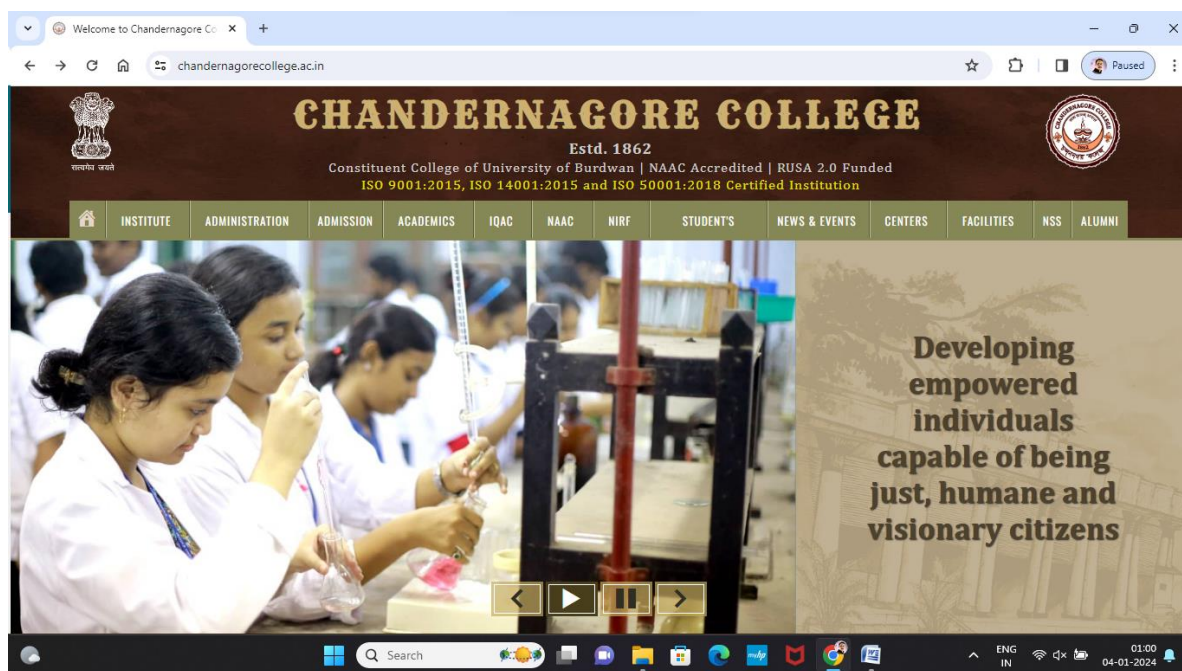 Welcome to Chandernagore Co
chandernagorecollege.ac.in
Paused
सत्यमेव जयते
CHANDERNAGORE COLLEGE
Estd. 1862
Constituent College of University of Burdwan | NAAC Accredited | RUSA 2.0 Funded
ISO 9001:2015, ISO 14001:2015 and ISO 50001:2018 Certified Institution
INSTITUTE ADMINISTRATION ADMISSION ACADEMICS IQAC NAAC NIRF STUDENT'S NEWS & EVENTS CENTERS FACILITIES NSS ALUMNI
Developing
empowered
individuals
capable of being
just, humane and
visionary citizens
Search
ENG
IN
01:00
04-01-2024